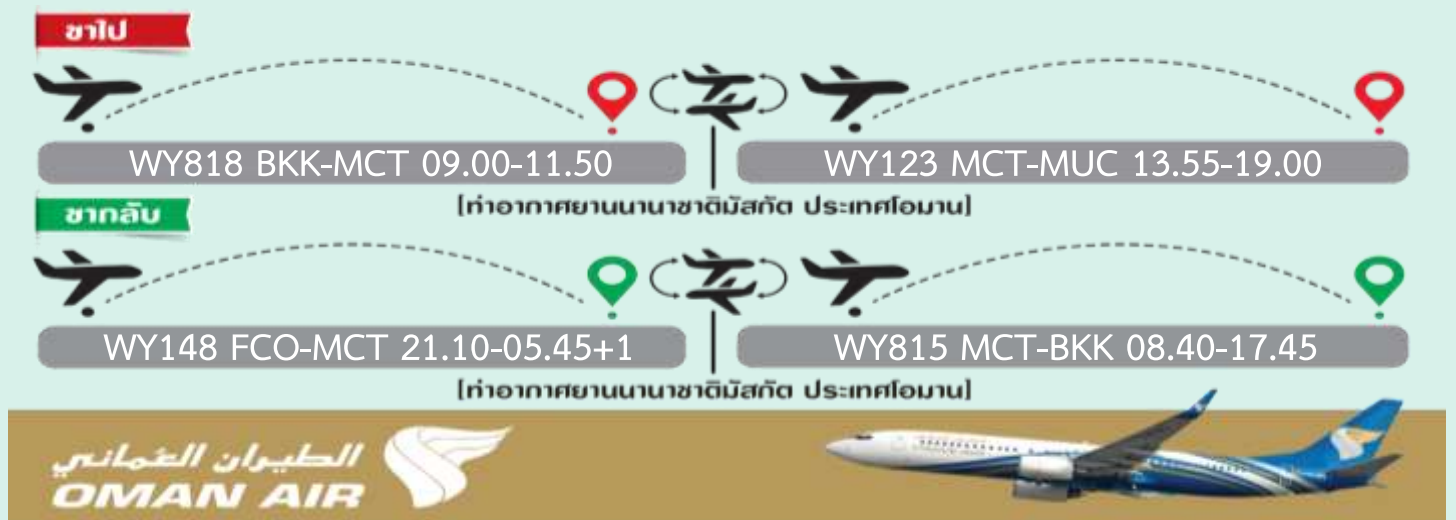 ขาไป
WY818 BKK-MCT 09.00-11.50
WY123 MCT-MUC 13.55-19.00
[ท่าอากาศยานนานาชาติมัสกัต ประเทศโอมาน]
ขากลับ
WY148 FCO-MCT 21.10-05.45+1
WY815 MCT-BKK 08.40-17.45
[ท่าอากาศยานนานาชาติมัสกัต ประเทศโอมาน]
الطيران العُماني
OMAN AIR